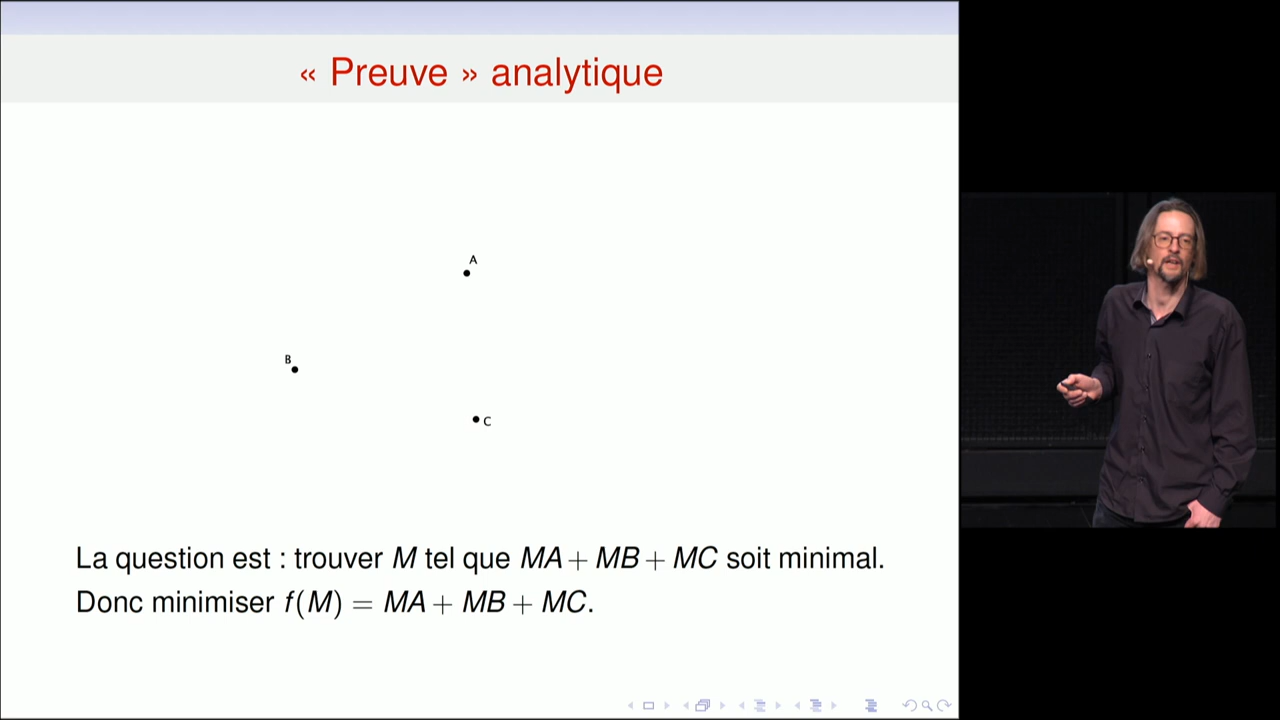 « Preuve » analytique
A
B
C
La question est : trouver M tel que MA + MB + MC soit minimal.
Donc minimiser f(M) = MA + MB + MC.